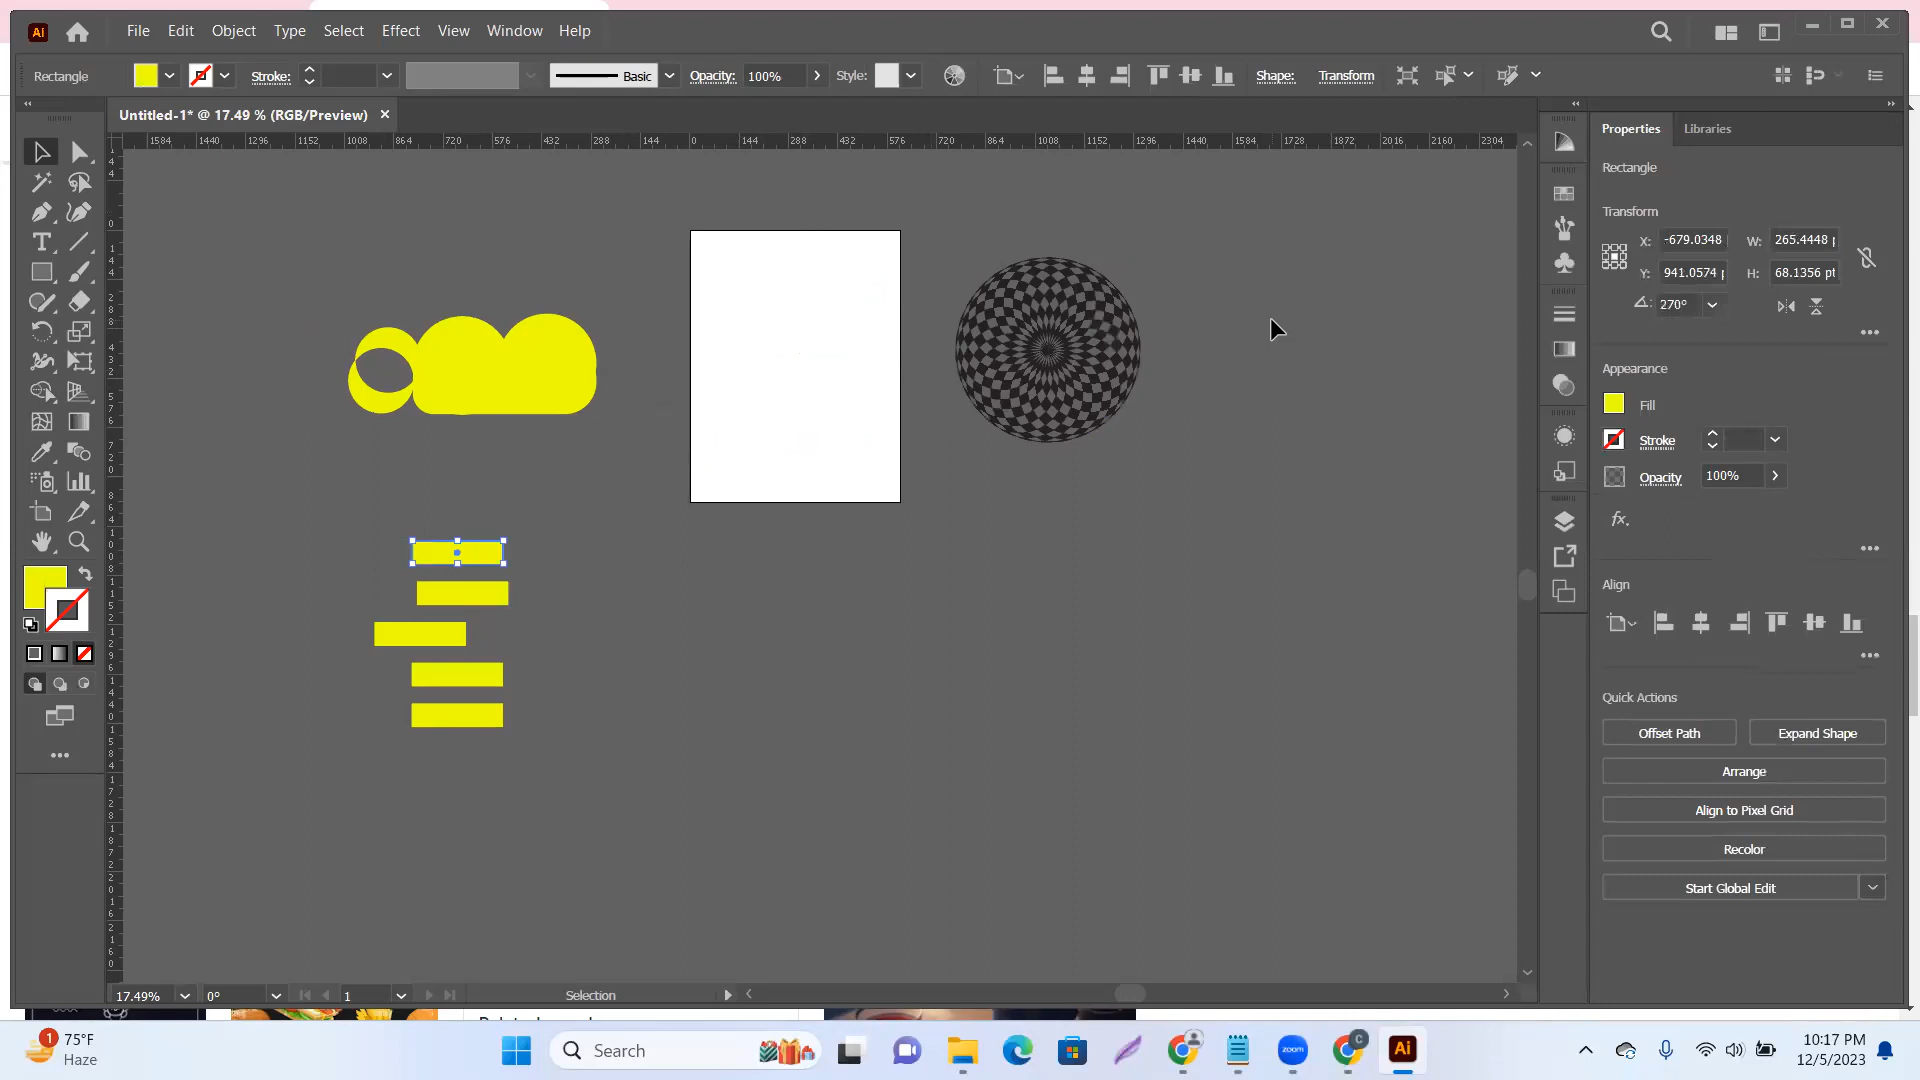 Ai File Edit Object Type Select Effect View Window Help
Rectangle Stroke: Basic Opacity: 100% Style: Shape: Transform
Untitled-1* @ 17.49 % (RGB/Preview) ×
Properties Libraries
1584 1440 1296 1152 1008 864 720 576 432 288 144 0 144 288 432 576 720 864 1008 1152 1296 1440 1584 1728 1872 2016 2160 2304
Rectangle
Transform
X: -679.0348 W: 265.4448 p
Y: 941.0574 p H: 68.1356 pt
270°
Appearance
Fill
Stroke
Opacity 100%
fx.
Align
Quick Actions
Offset Path Expand Shape
Arrange
Align to Pixel Grid
Recolor
Start Global Edit
17.49% 0° 1 Selection
1 75°F
Haze
Search
zoom
C
Ai
10:17 PM
12/5/2023